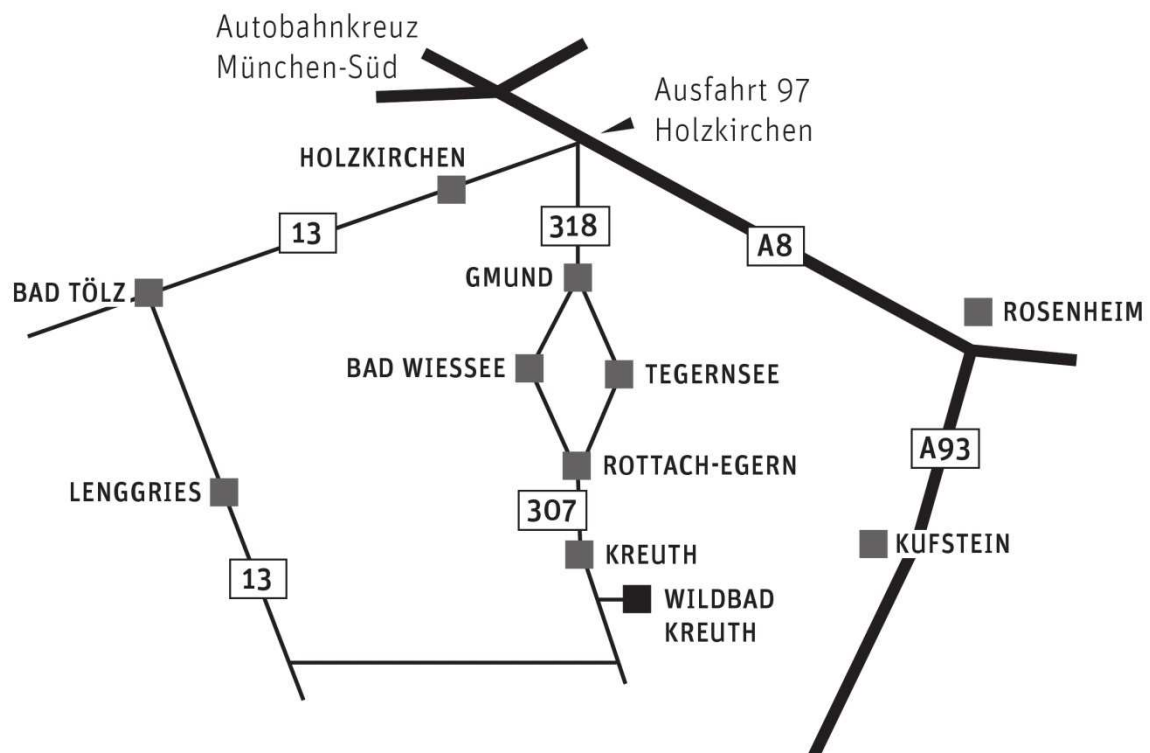 Autobahnkreuz
München-Süd
Ausfahrt 97
Holzkirchen
HOLZKIRCHEN
13
318
A8
GMUND
BAD TÖLZ
ROSENHEIM
BAD WIESSEE
TEGERNSEE
A93
ROTTACH-EGERN
LENGGRIES
307
KUFSTEIN
KREUTH
13
WILDBAD
KREUTH